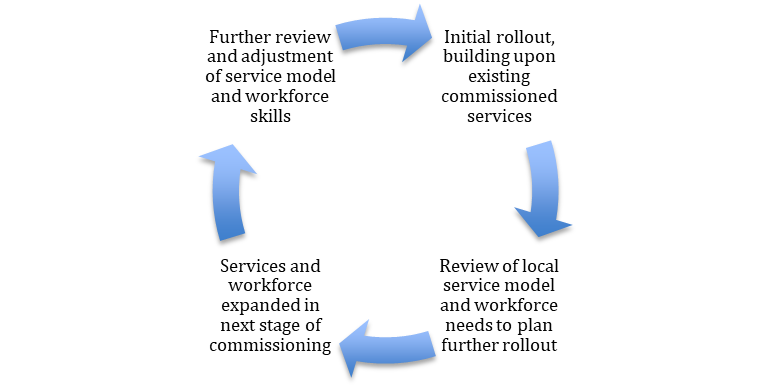 Further review
and adjustment
of service model
and workforce
skills
Initial rollout,
building upon
existing
commissioned
services
Review of local
service model
and workforce
needs to plan
further rollout
Services and
workforce
expanded in
next stage of
commissioning